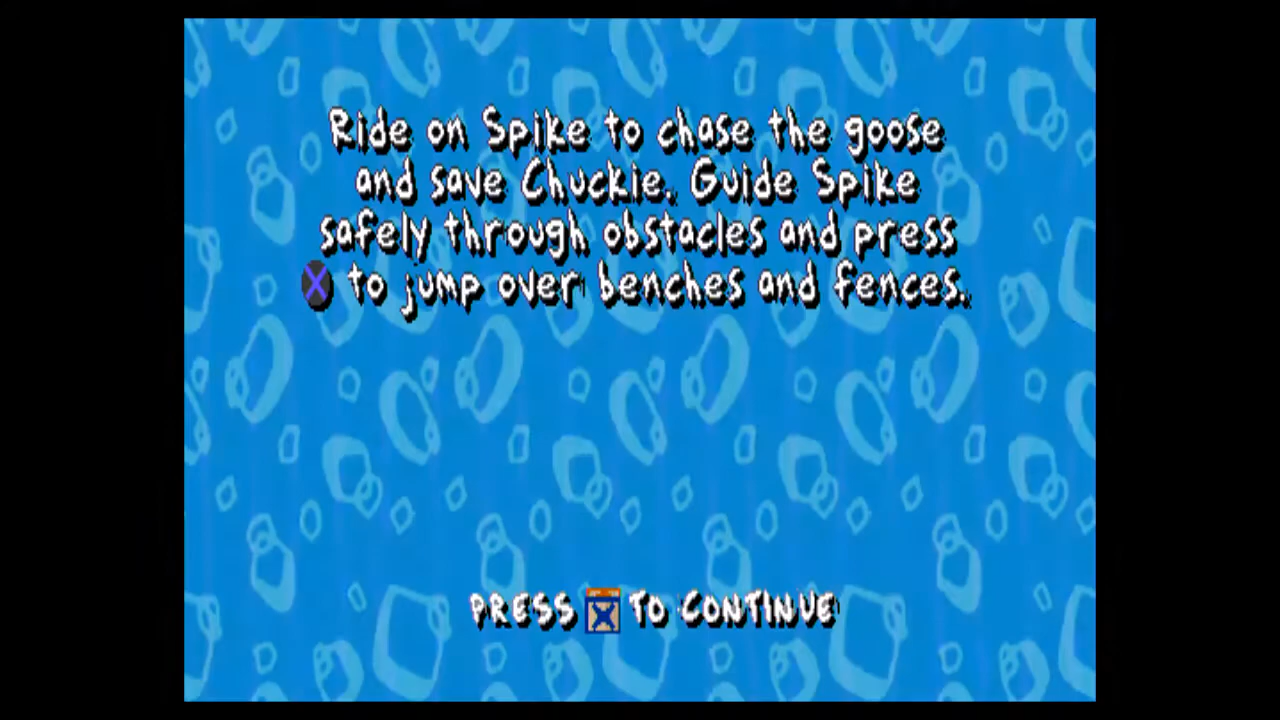 Ride on Spike to chase the goose
and save Chuckie. Guide Spike
safely through obstacles and press
X to jump over benches and fences.
PRESS X TO CONTINUE